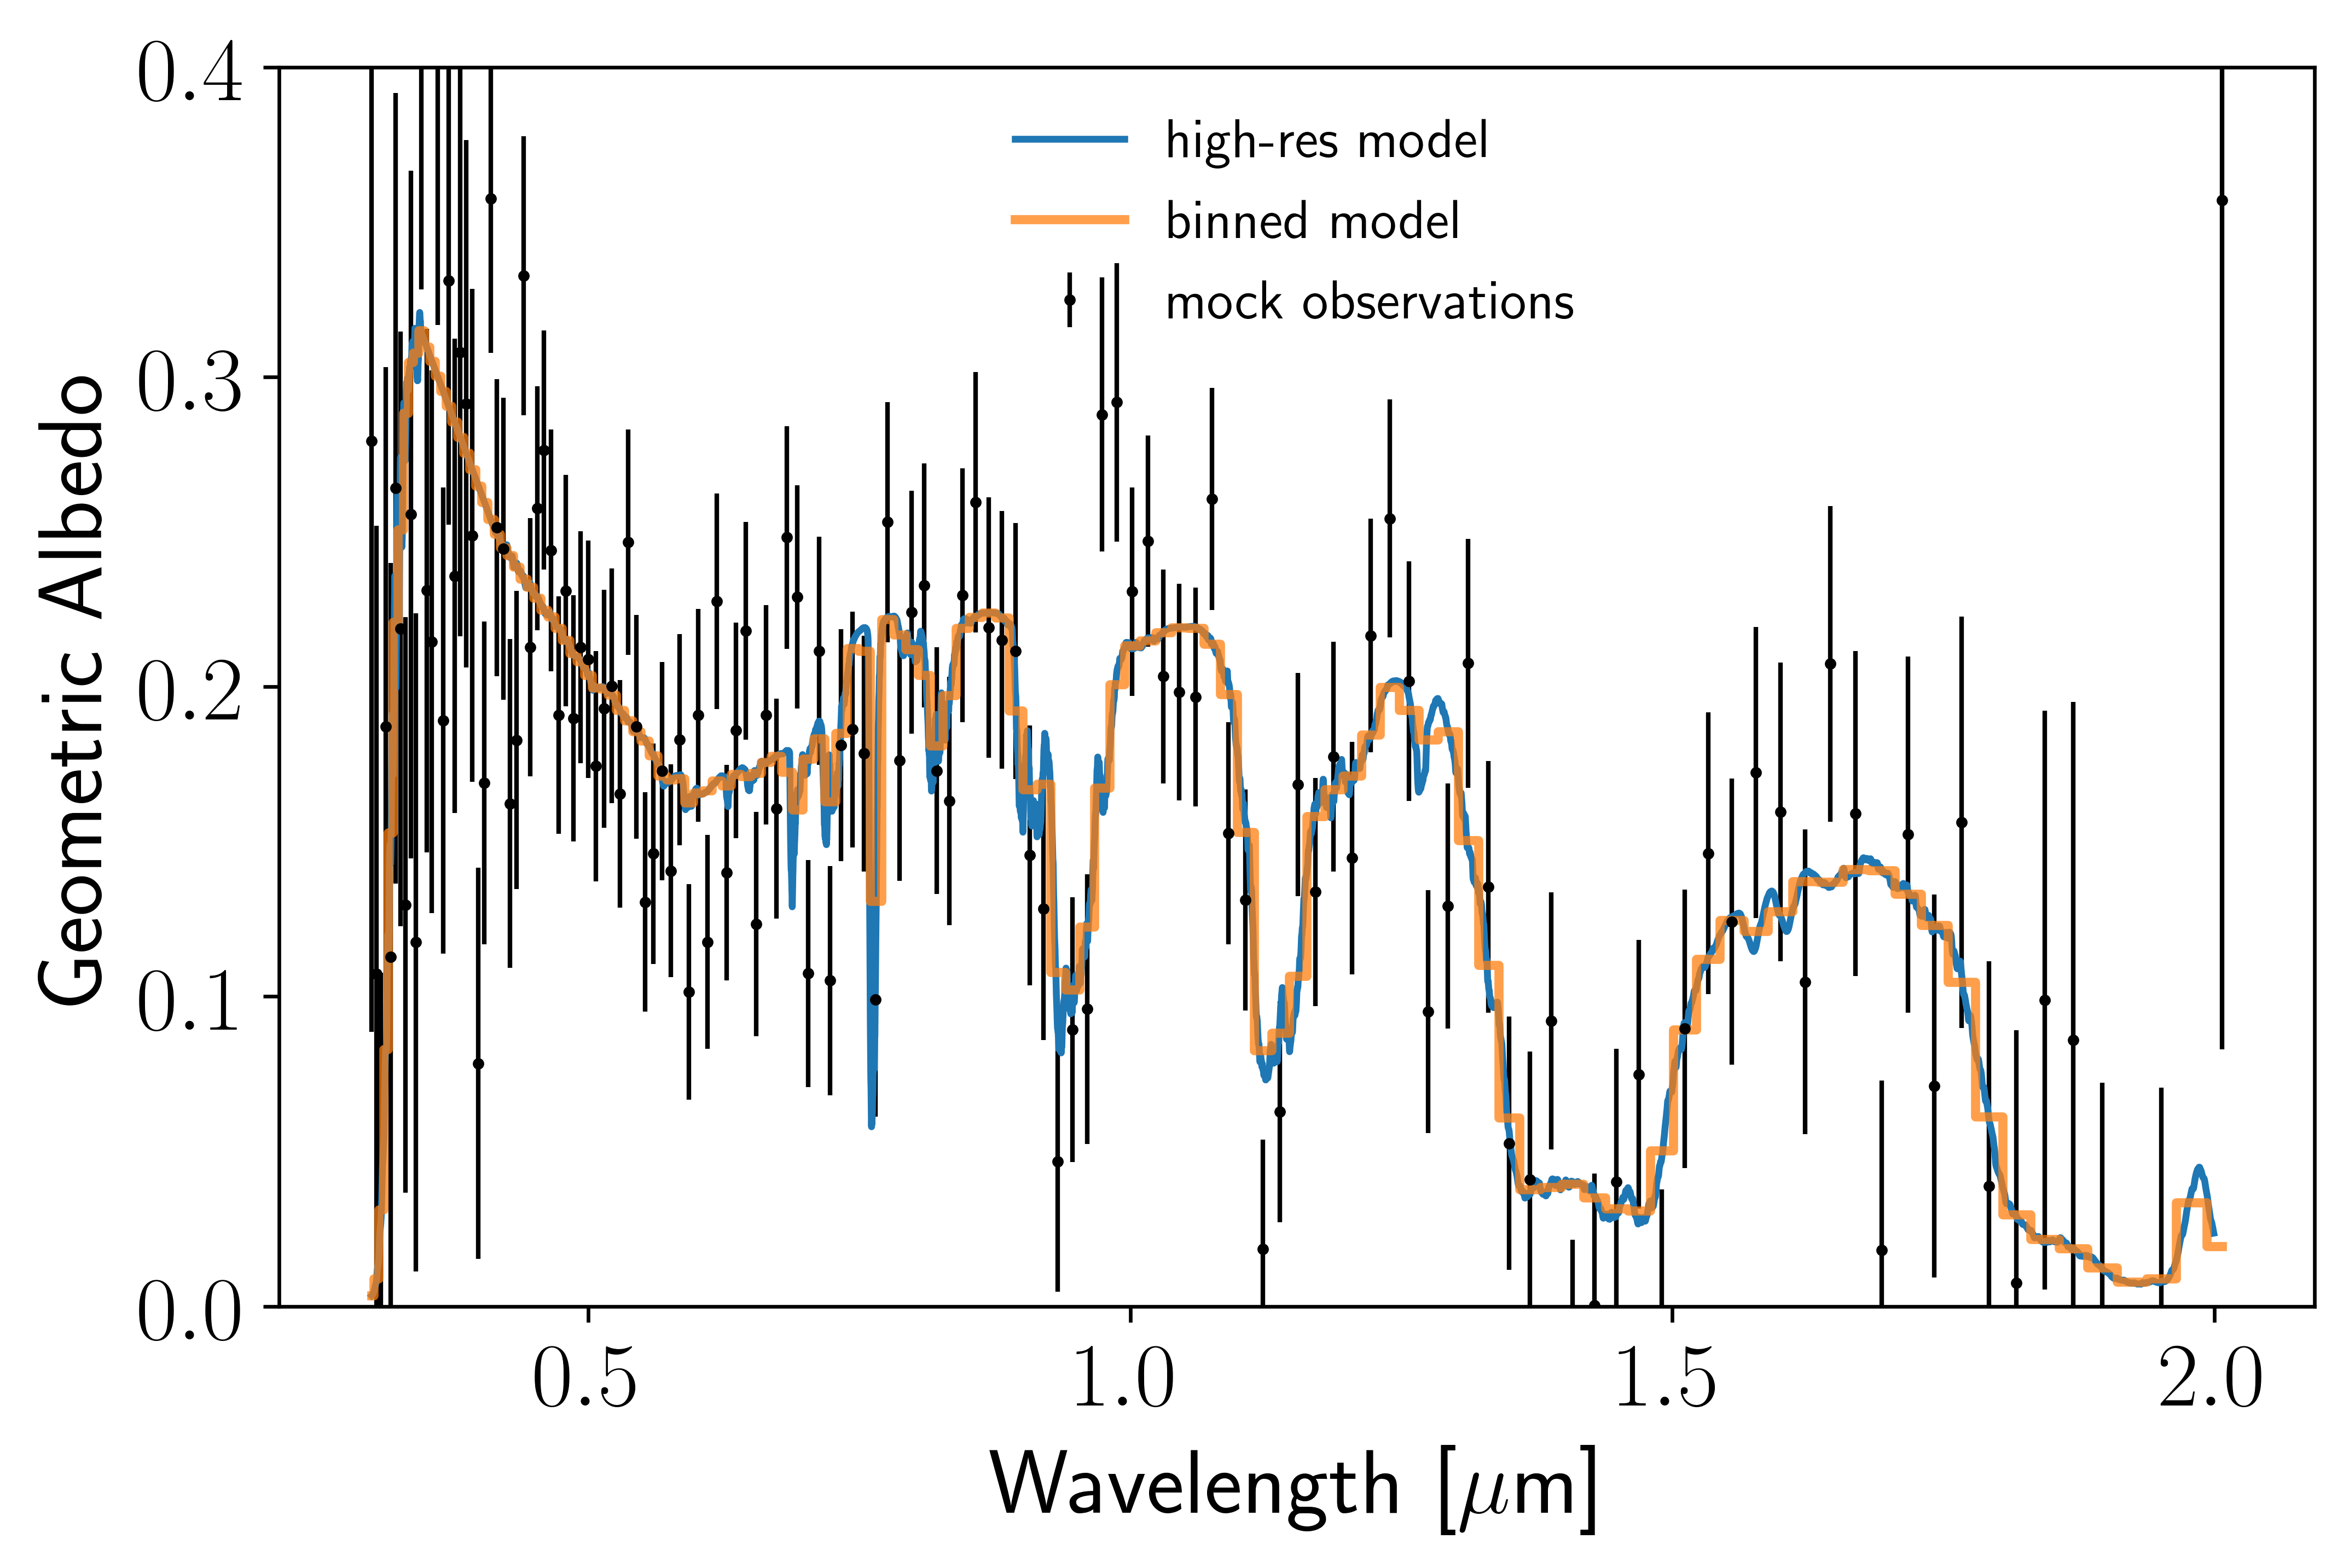 0.4
0.3
0.2
0.1
0.0
Geometric Albedo
high-res model
binned model
mock observations
0.5
1.0
1.5
2.0
Wavelength [μm]